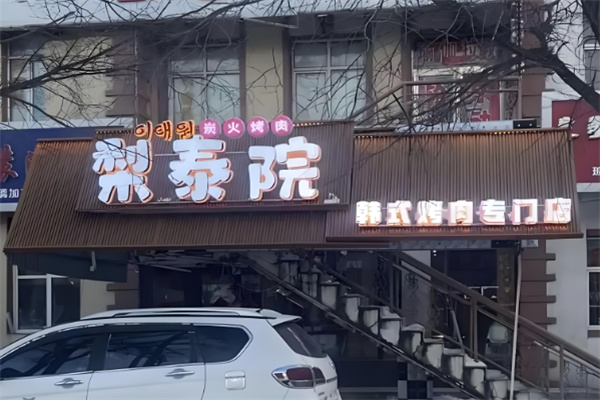 이태원 炭火烤肉
梨泰院
韩式烤肉专门店